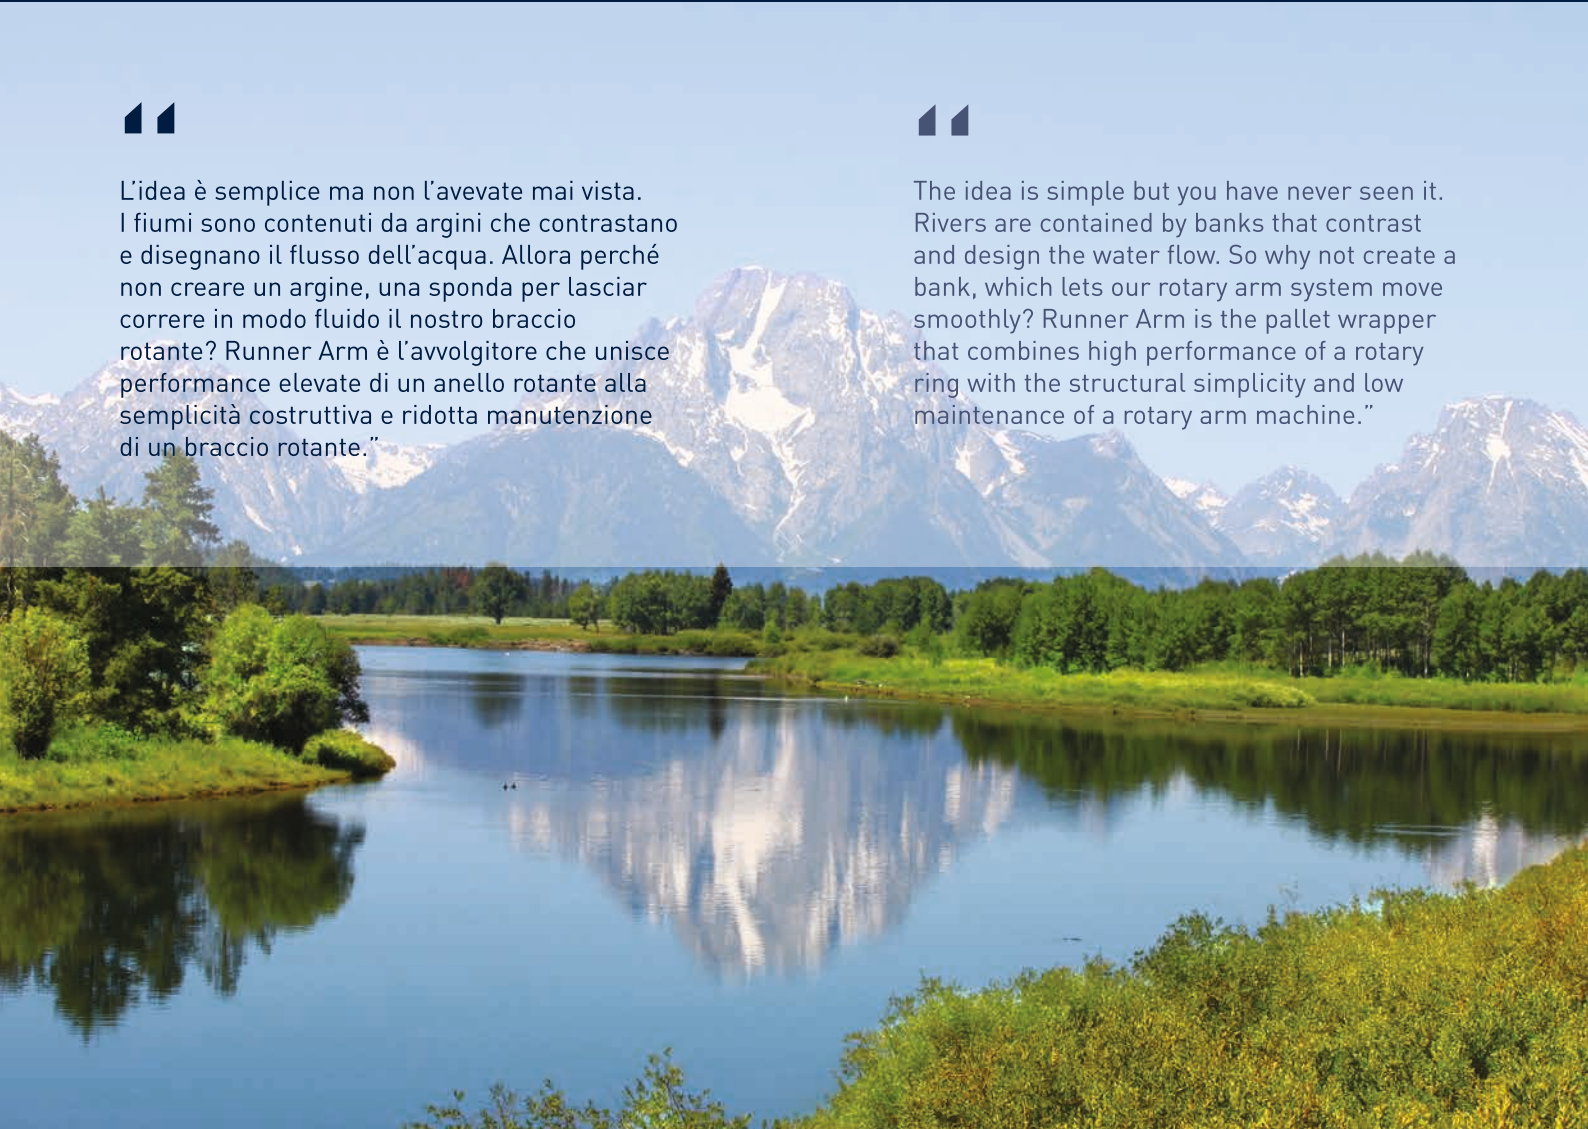 “
L’idea è semplice ma non l’avevate mai vista.
I fiumi sono contenuti da argini che contrastano
e disegnano il flusso dell’acqua. Allora perché
non creare un argine, una sponda per lasciar
correre in modo fluido il nostro braccio
rotante? Runner Arm è l’avvolgitore che unisce
performance elevate di un anello rotante alla
semplicità costruttiva e ridotta manutenzione
di un braccio rotante.”
“
The idea is simple but you have never seen it.
Rivers are contained by banks that contrast
and design the water flow. So why not create a
bank, which lets our rotary arm system move
smoothly? Runner Arm is the pallet wrapper
that combines high performance of a rotary
ring with the structural simplicity and low
maintenance of a rotary arm machine.”